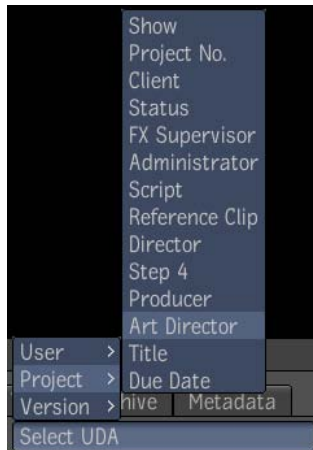 Show
Project No.
Client
Status
FX Supervisor
Administrator
Script
Reference Clip
Director
Step 4
Producer
Art Director
User > Title
Project > Due Date
Version > hive Metadata
Select UDA